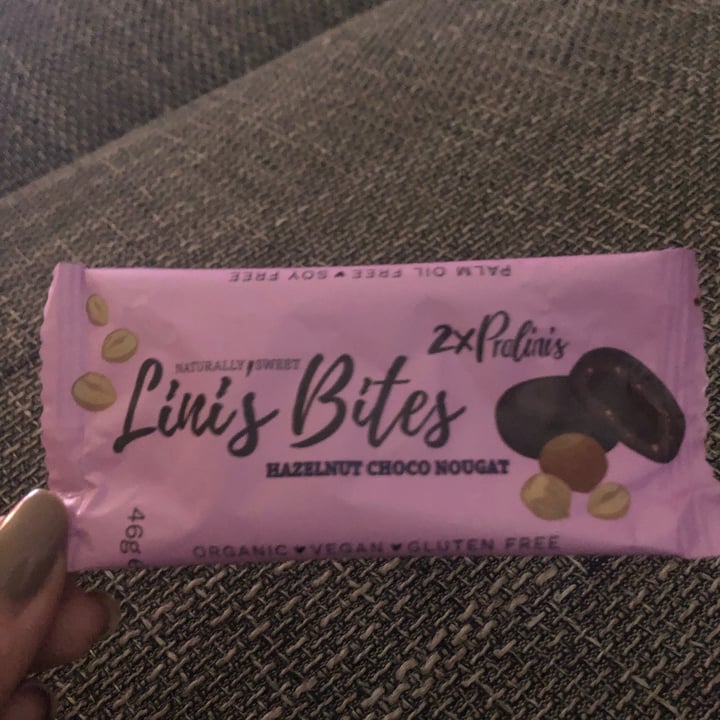 PALM OIL FREE ♥ SOY FREE
2x Pralinis
NATURALLY SWEET
Lini's Bites
HAZELNUT CHOCO NOUGAT
46g
ORGANIC ♥ VEGAN ♥ GLUTEN FREE